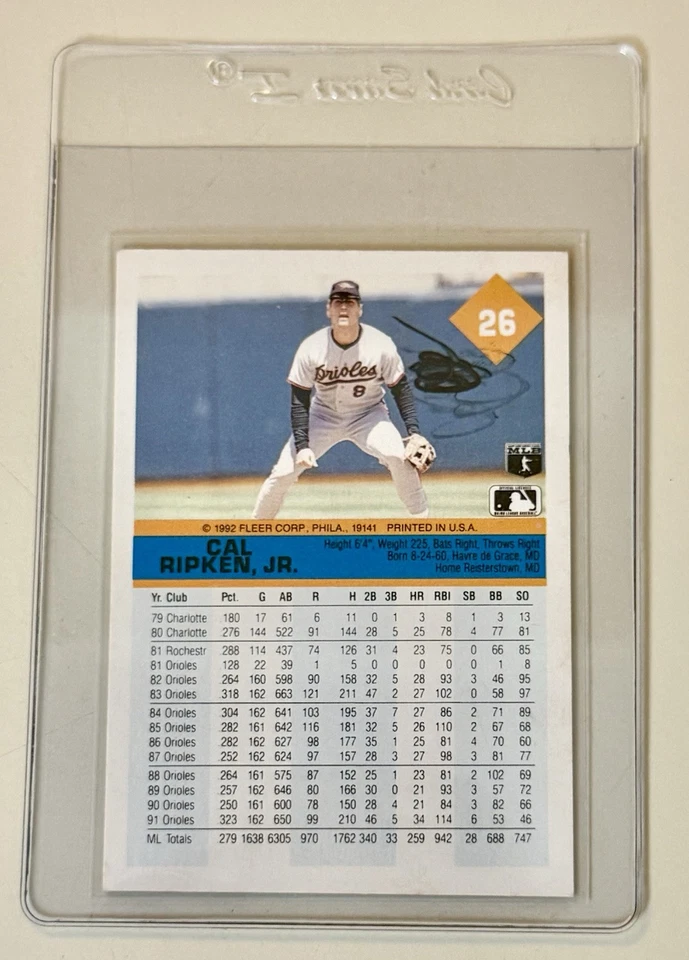 Card Saver I®
26
Orioles
8
MLB
OFFICIAL LICENSEE
MAJOR LEAGUE BASEBALL
© 1992 FLEER CORP., PHILA., 19141 PRINTED IN U.S.A.
CAL
RIPKEN, JR.
Height 6'4", Weight 225, Bats Right, Throws Right
Born 8-24-60, Havre de Grace, MD
Home Reisterstown, MD
Yr. Club Pct. G AB R H 2B 3B HR RBI SB BB SO
79 Charlotte 180 17 61 6 11 0 1 3 8 1 3 13
80 Charlotte 276 144 522 91 144 28 5 25 78 4 77 81
81 Rochestr 288 114 437 74 126 31 4 23 75 0 66 85
81 Orioles 128 22 39 1 5 0 0 0 0 0 1 8
82 Orioles 264 160 598 90 158 32 5 28 93 3 46 95
83 Orioles 318 162 663 121 211 47 2 27 102 0 58 97
84 Orioles 304 162 641 103 195 37 7 27 86 2 71 89
85 Orioles 282 161 642 116 181 32 5 26 110 2 67 68
86 Orioles 282 162 627 98 177 35 1 25 81 4 70 60
87 Orioles 252 162 624 97 157 28 3 27 98 3 81 77
88 Orioles 264 161 575 87 152 25 1 23 81 2 102 69
89 Orioles 257 162 646 80 166 30 0 21 93 3 57 72
90 Orioles 250 161 600 78 150 28 4 21 84 3 82 66
91 Orioles 323 162 650 99 210 46 5 34 114 6 53 46
ML Totals 279 1638 6305 970 1762 340 33 259 942 28 688 747